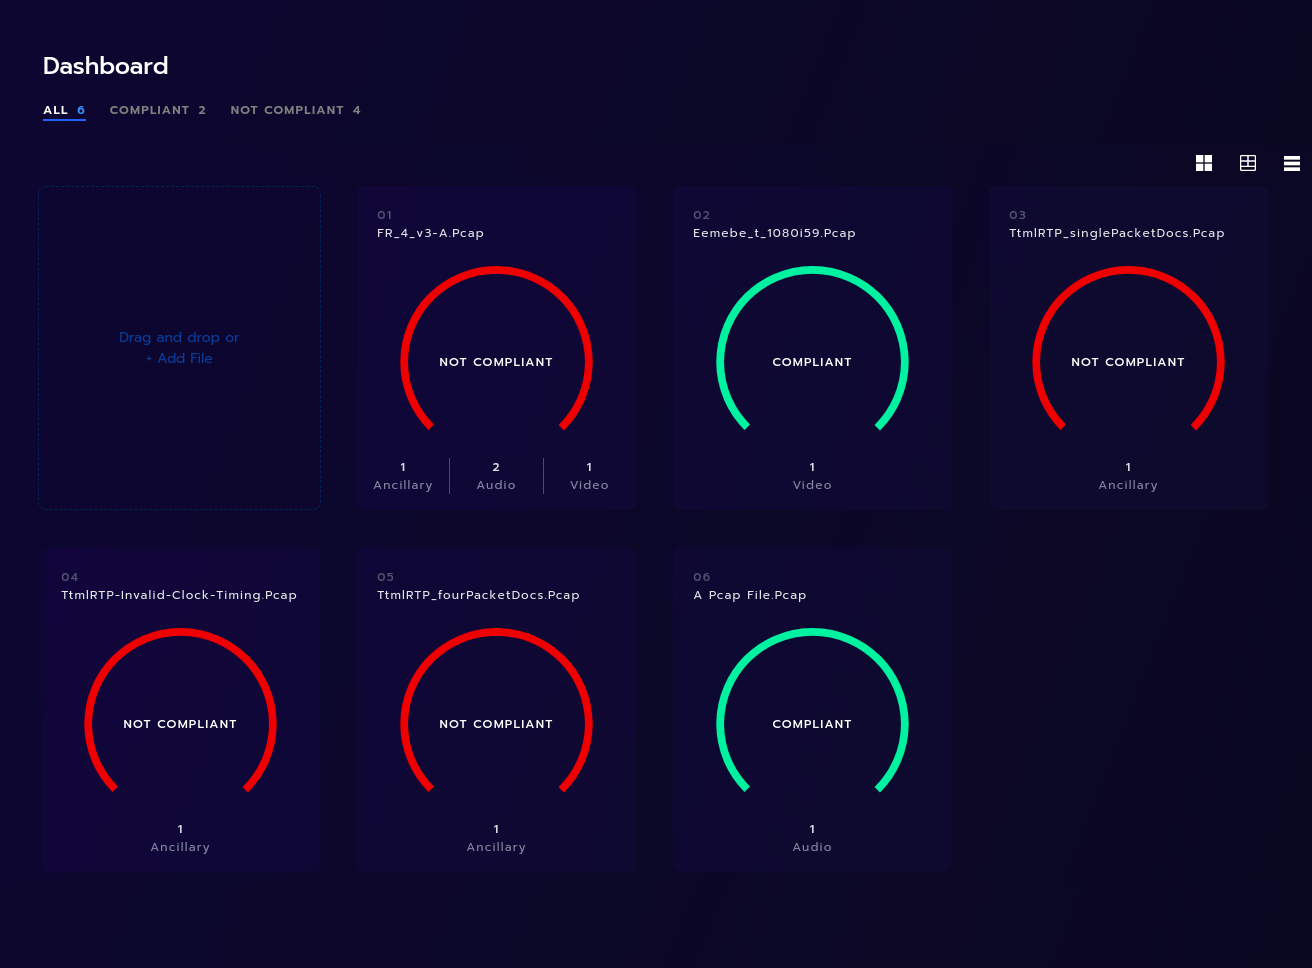 Dashboard
ALL 6 COMPLIANT 2 NOT COMPLIANT 4
Drag and drop or
+ Add File
01
FR_4_v3-A.Pcap
NOT COMPLIANT
1 2 1
Ancillary Audio Video
02
Eemebe_t_1080i59.Pcap
COMPLIANT
1
Video
03
TtmlRTP_singlePacketDocs.Pcap
NOT COMPLIANT
1
Ancillary
04
TtmlRTP-Invalid-Clock-Timing.Pcap
NOT COMPLIANT
1
Ancillary
05
TtmlRTP_fourPacketDocs.Pcap
NOT COMPLIANT
1
Ancillary
06
A Pcap File.Pcap
COMPLIANT
1
Audio